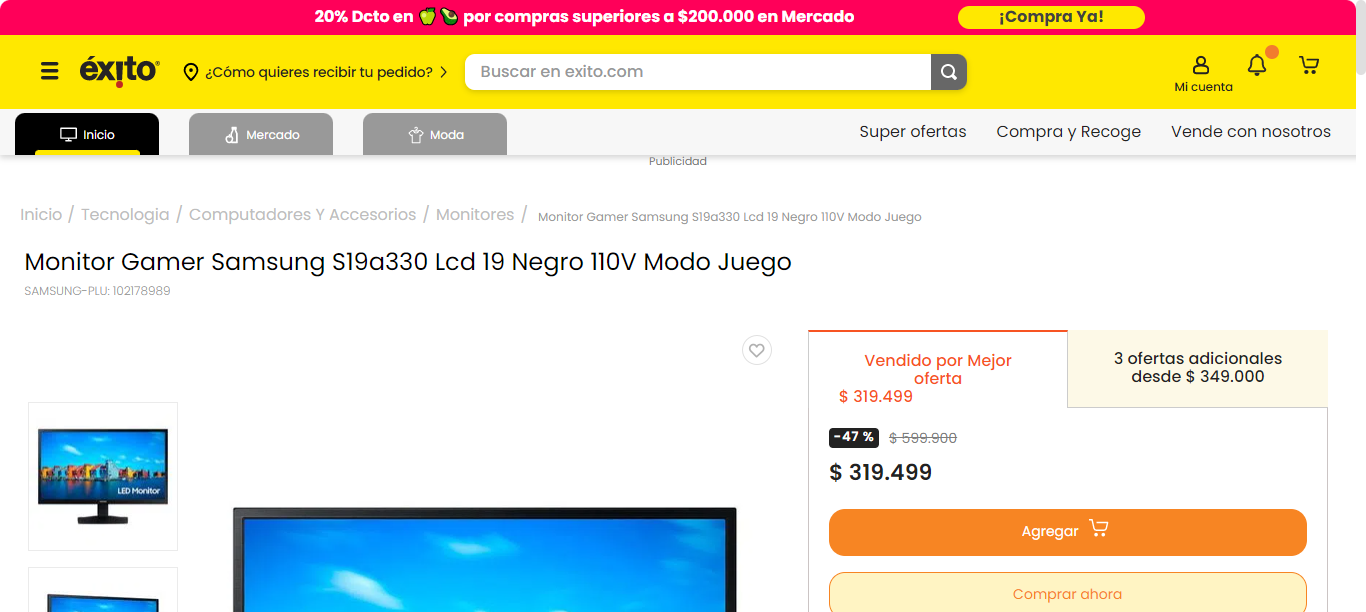 20% Dcto en 🍏🥑 por compras superiores a $200.000 en Mercado
¡Compra Ya!
éxito
¿Cómo quieres recibir tu pedido?
Buscar en exito.com
Mi cuenta
Inicio
Mercado
Moda
Super ofertas
Compra y Recoge
Vende con nosotros
Publicidad
Inicio / Tecnologia / Computadores Y Accesorios / Monitores / Monitor Gamer Samsung S19a330 Lcd 19 Negro 110V Modo Juego
Monitor Gamer Samsung S19a330 Lcd 19 Negro 110V Modo Juego
SAMSUNG-PLU: 102178989
LED Monitor
Vendido por Mejor
oferta
$ 319.499
3 ofertas adicionales
desde $ 349.000
-47 % $ 599.900
$ 319.499
Agregar
Comprar ahora